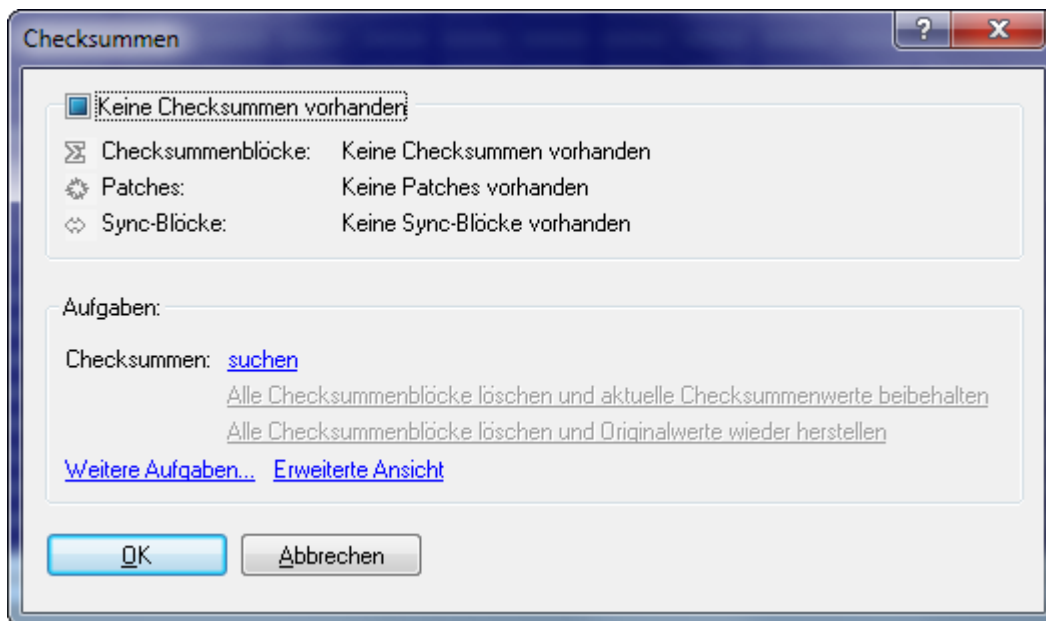 Checksummen
Keine Checksummen vorhanden
Checksummenblöcke: Keine Checksummen vorhanden
Patches: Keine Patches vorhanden
Sync-Blöcke: Keine Sync-Blöcke vorhanden
Aufgaben:
Checksummen: suchen
Alle Checksummenblöcke löschen und aktuelle Checksummenwerte beibehalten
Alle Checksummenblöcke löschen und Originalwerte wieder herstellen
Weitere Aufgaben... Erweiterte Ansicht
OK Abbrechen